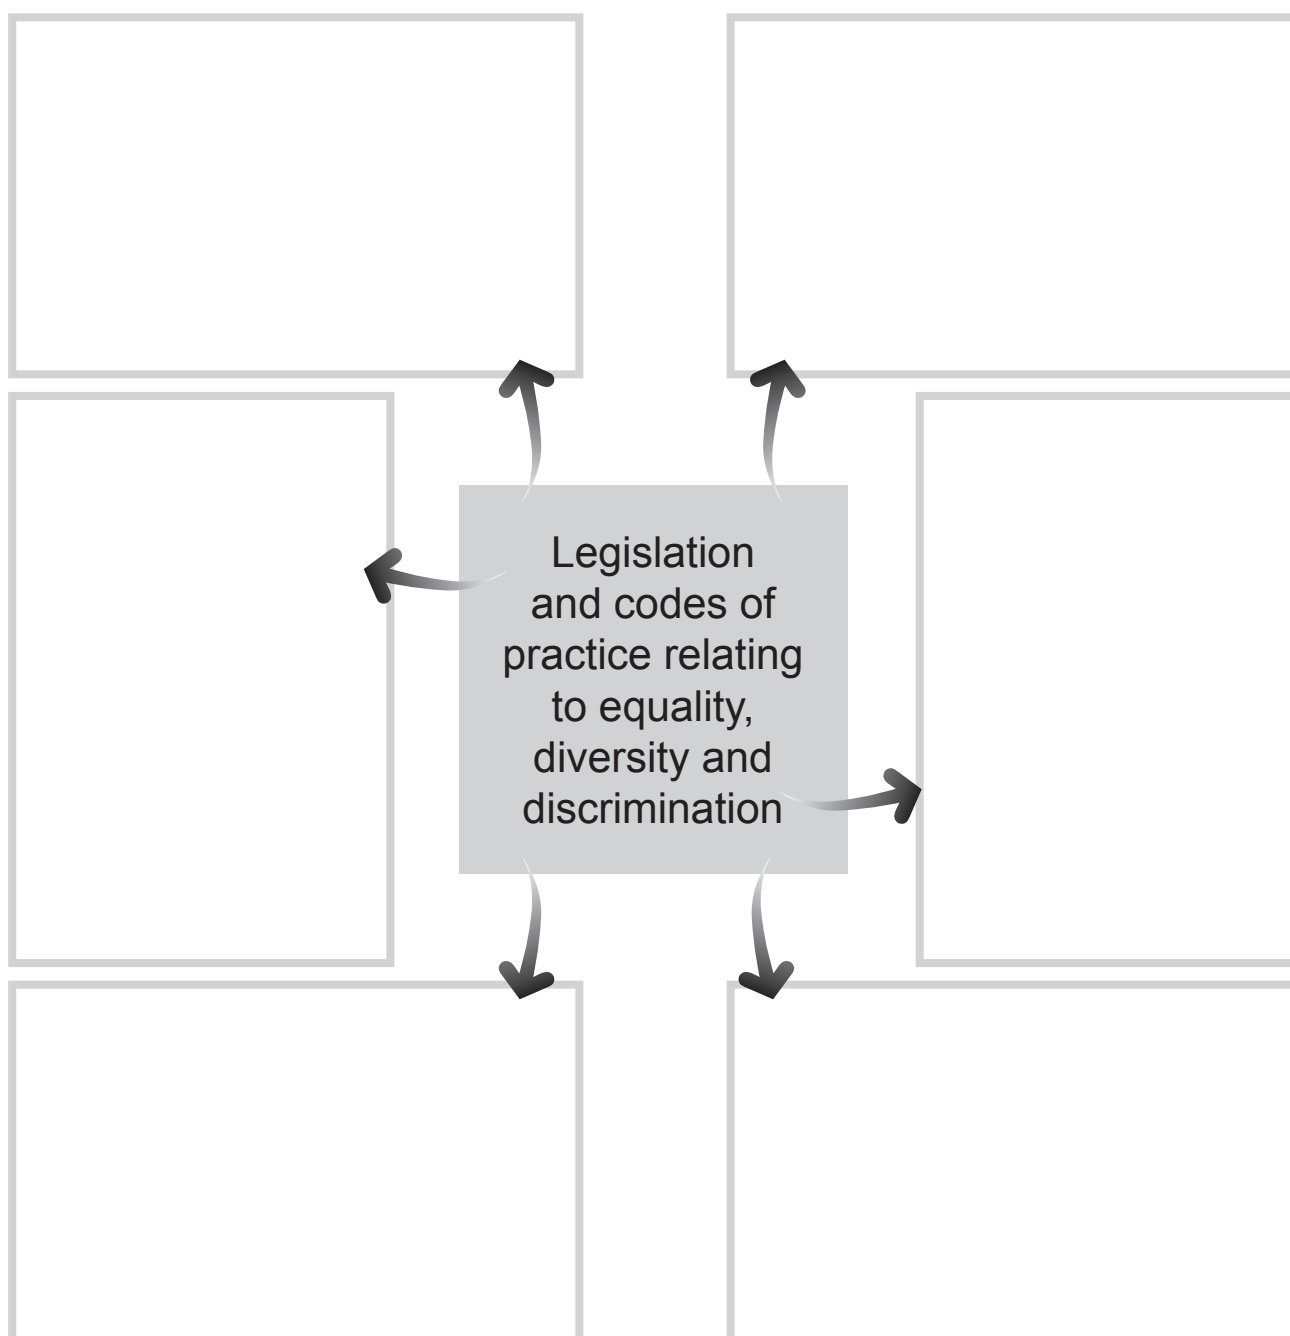 Legislation
and codes of
practice relating
to equality,
diversity and
discrimination